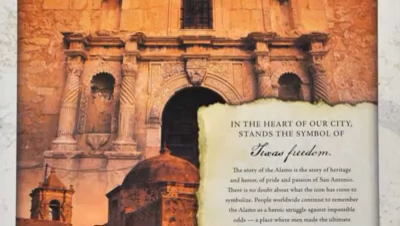 IN THE HEART OF OUR CITY,
STANDS THE SYMBOL OF
Texas freedom.
The story of the Alamo is the story of heritage
and honor, of pride and passion of San Antonio.
There is no doubt about what the icon has come to
symbolize. People worldwide continue to remember
the Alamo as a heroic struggle against impossible
odds — a place where men made the ultimate